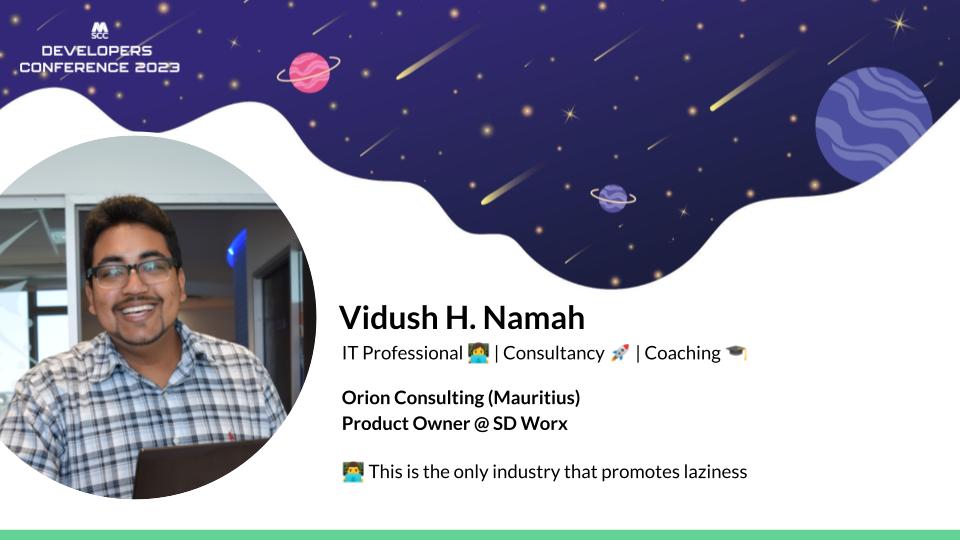 MSCC
DEVELOPERS
CONFERENCE 2023
Vidush H. Namah
IT Professional 👩‍💻 | Consultancy 🚀 | Coaching 🎓
Orion Consulting (Mauritius)
Product Owner @ SD Worx
👨‍💻 This is the only industry that promotes laziness